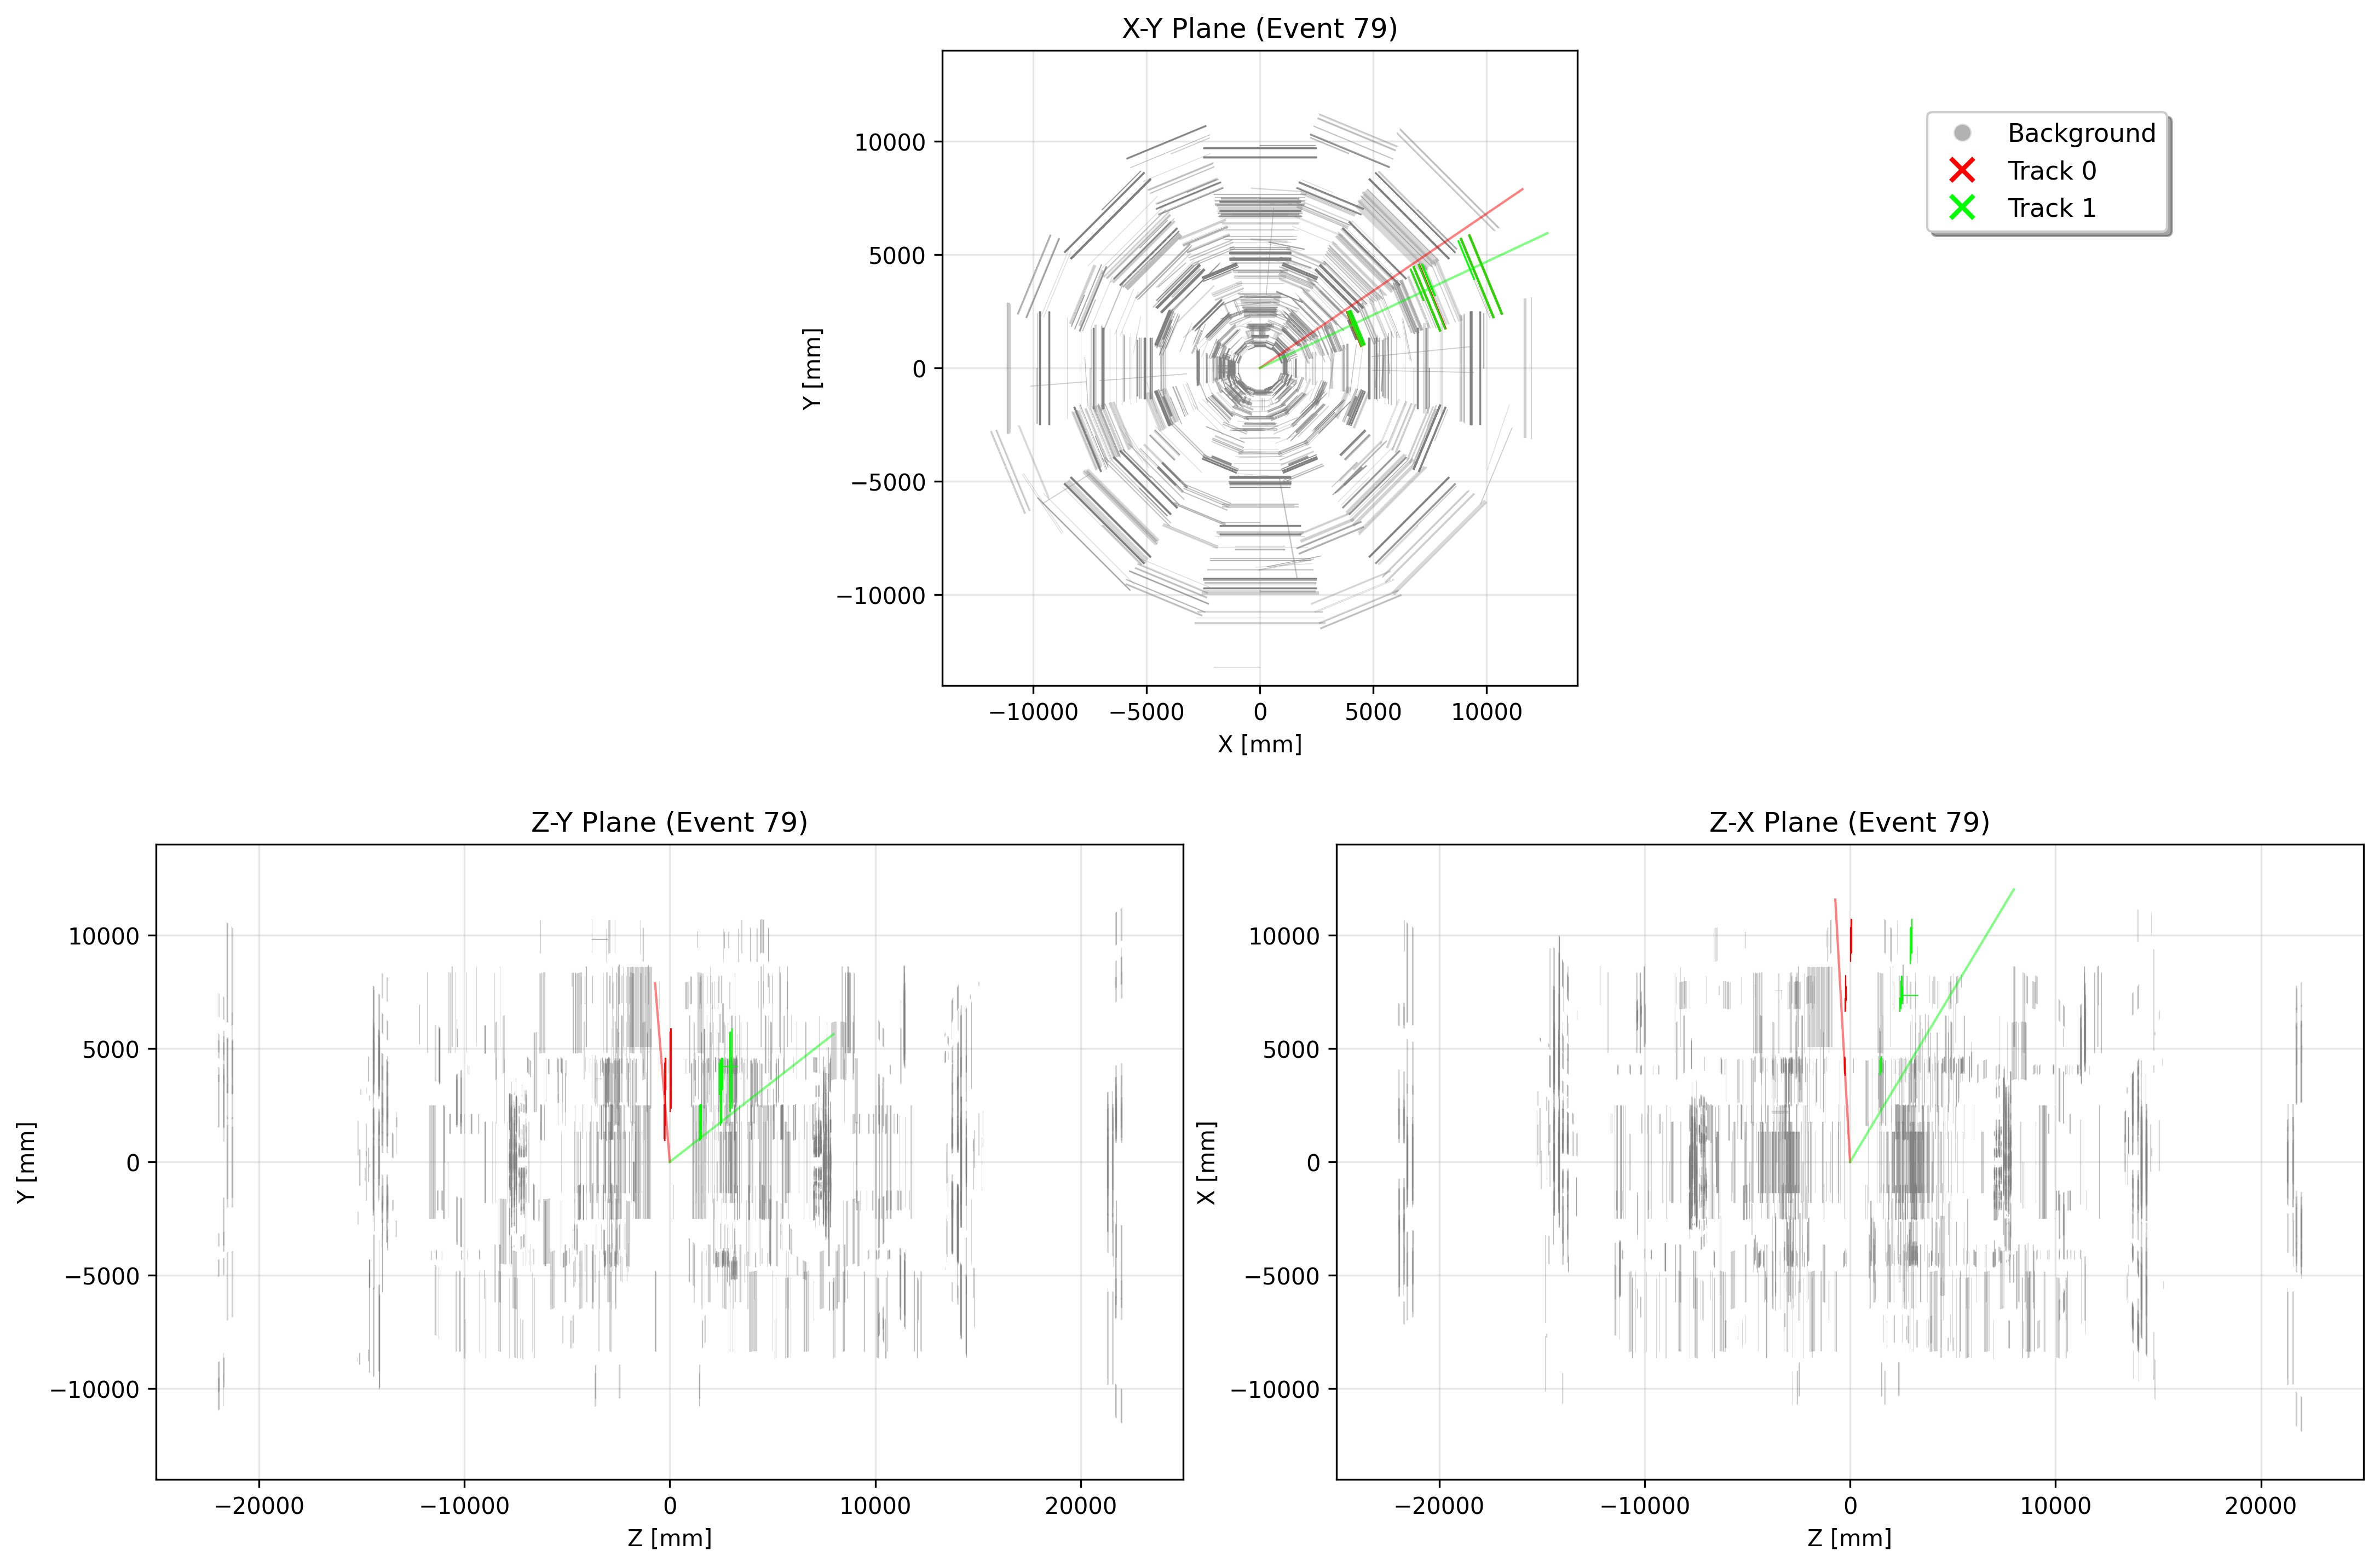 X-Y Plane (Event 79)
10000
5000
0
−5000
−10000
Y [mm]
−10000 −5000 0 5000 10000
X [mm]
Background
Track 0
Track 1
Z-Y Plane (Event 79)
10000
5000
0
−5000
−10000
Y [mm]
−20000 −10000 0 10000 20000
Z [mm]
Z-X Plane (Event 79)
10000
5000
0
−5000
−10000
X [mm]
−20000 −10000 0 10000 20000
Z [mm]